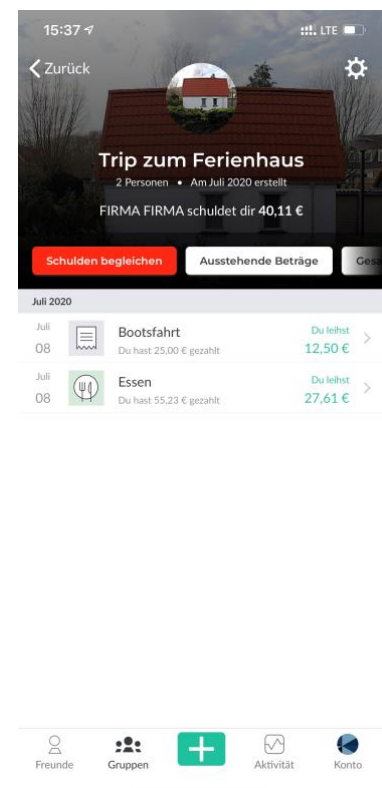 15:37
LTE
Zurück
Trip zum Ferienhaus
2 Personen • Am Juli 2020 erstellt
FIRMA FIRMA schuldet dir 40,11 €
Schulden begleichen
Ausstehende Beträge
Gesa
Juli 2020
Juli
08
Bootsfahrt
Du hast 25,00 € gezahlt
Du leihst
12,50 €
Juli
08
Essen
Du hast 55,23 € gezahlt
Du leihst
27,61 €
Freunde
Gruppen
Aktivität
Konto